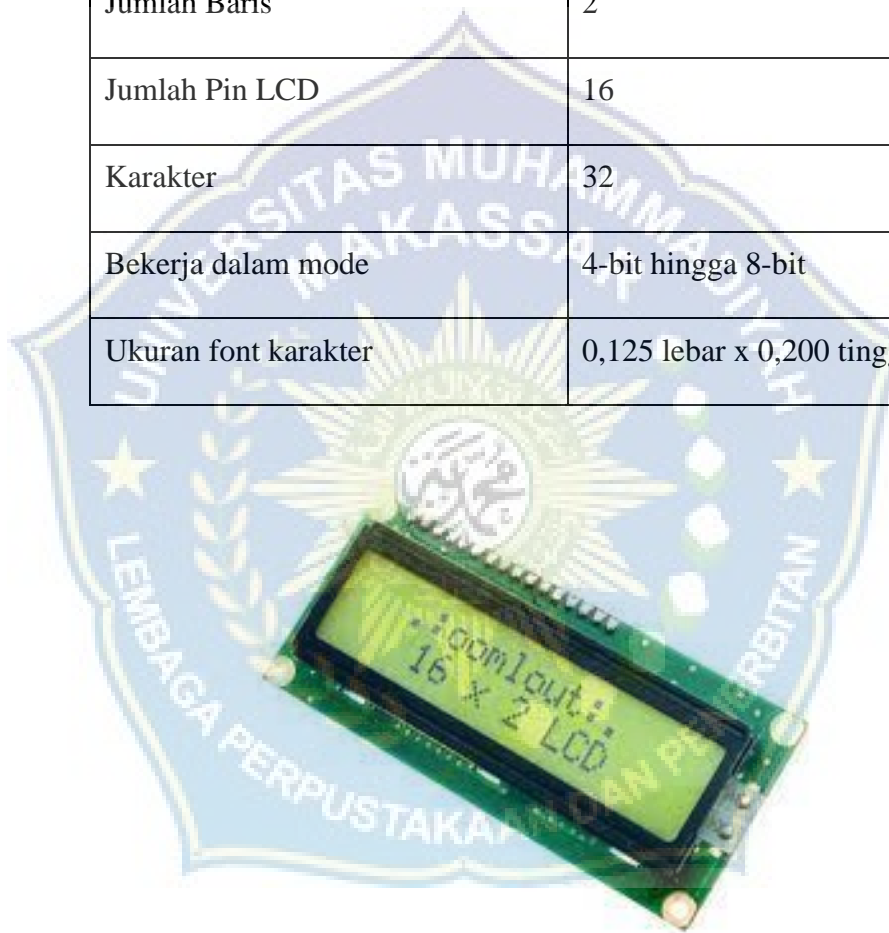 Jumlah Baris 2
Jumlah Pin LCD 16
Karakter 32
Bekerja dalam mode 4-bit hingga 8-bit
Ukuran font karakter 0,125 lebar x 0,200 ting
UNIVERSITAS MUHAMMADIYAH
MAKASSAR
.:oomlout:.
16 x 2 LCD
LEMBAGA PERPUSTAKAAN DAN PENERBITAN